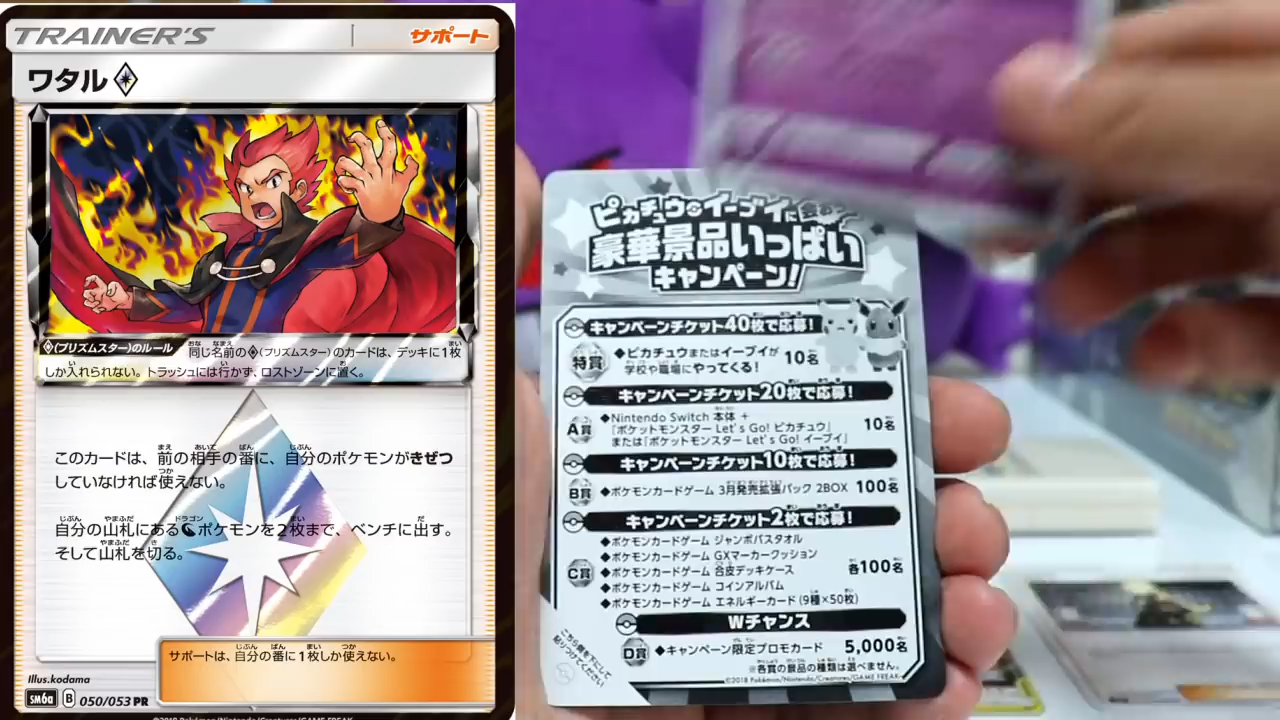 TRAINER'S
サポート
ワタル◇
◇(プリズムスター)のルール 同じ名前の◇(プリズムスター)のカードは、デッキに1枚
しか入れられない。トラッシュには行かず、ロストゾーンに置く。
このカードは、前の相手の番に、自分のポケモンがきぜつ
していなければ使えない。
自分の山札にあるポケモンを2枚まで、ベンチに出す。
そして山札を切る。
サポートは、自分の番に1枚しか使えない。
Illus.kodama
SM6a B 050/053 PR
©2018 Pokémon/Nintendo/Creatures/GAME FREAK
ピカチュウ イーブイに
豪華景品いっぱい
キャンペーン!
キャンペーンチケット40枚で応募!
特賞 ◆ピカチュウまたはイーブイが
学校や職場にやってくる! 10名
キャンペーンチケット20枚で応募!
A賞 ◆Nintendo Switch 本体 +
『ポケットモンスター Let's Go! ピカチュウ』
または『ポケットモンスター Let's Go! イーブイ』 10名
キャンペーンチケット10枚で応募!
B賞 ◆ポケモンカードゲーム 3月発売拡張パック 2BOX 100名
キャンペーンチケット2枚で応募!
C賞 ◆ポケモンカードゲーム ジャンボバスタオル
◆ポケモンカードゲーム GXマーカークッション
◆ポケモンカードゲーム 合皮デッキケース 各100名
◆ポケモンカードゲーム コインアルバム
◆ポケモンカードゲーム エネルギーカード (9種×50枚)
Wチャンス
D賞 ◆キャンペーン限定プロモカード 5,000名
※各賞の景品の種類は選べません。
©2018 Pokémon/Nintendo/Creatures/GAME FREAK
こちら側を下にして
貼りつけてください